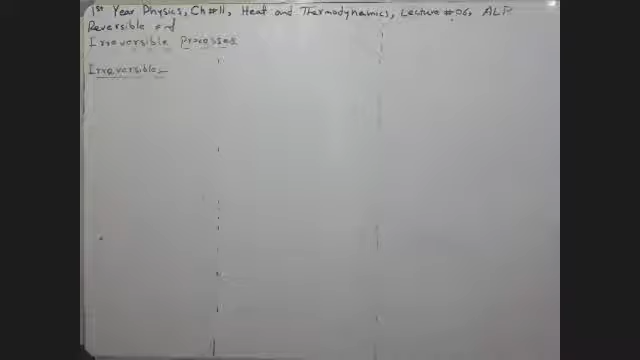 1st Year Physics, Ch#11, Heat and Thermodynamics, Lecture #06, ALP
Reversible and
Irreversible Processes
Irreversible